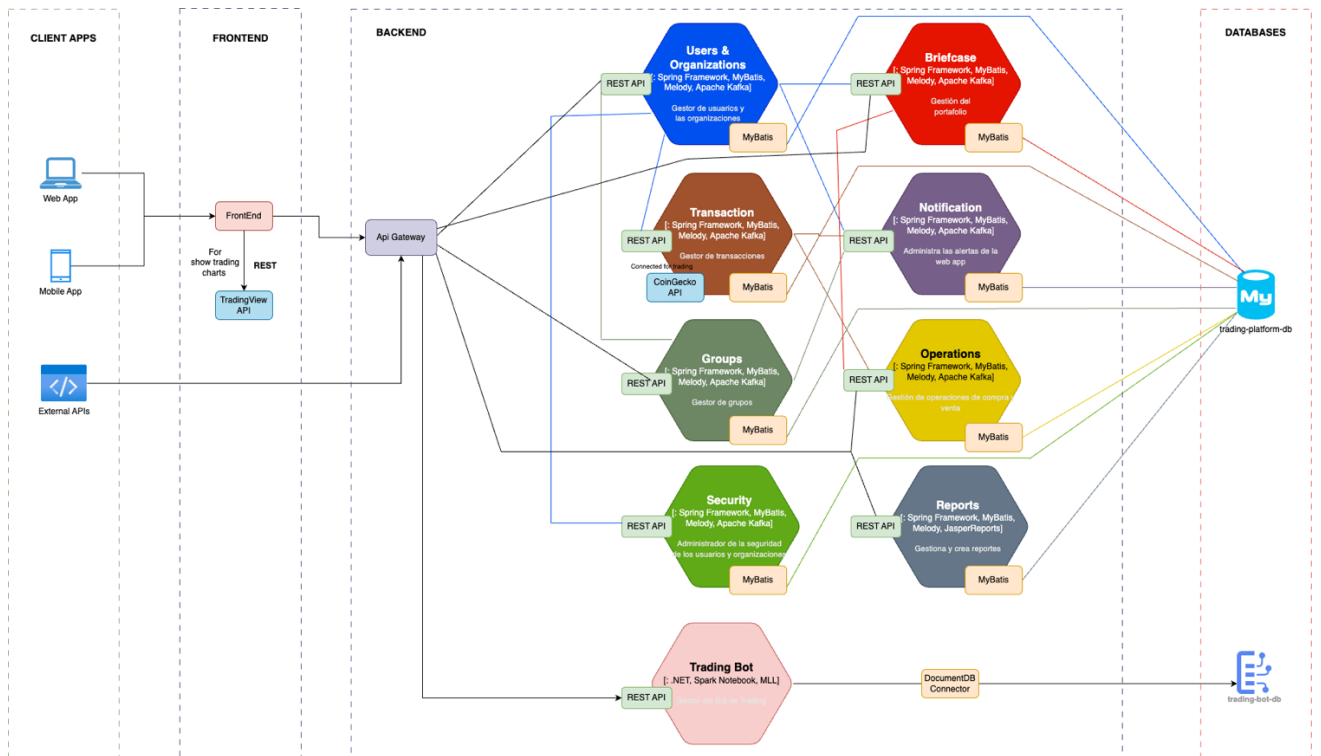 CLIENT APPS
FRONTEND
BACKEND
DATABASES
Web App
Mobile App
External APIs
FrontEnd
For
show trading
charts
REST
TradingView
API
Api Gateway
Users &
Organizations
[: Spring Framework, MyBatis,
Melody, Apache Kafka]
Gestor de usuarios y
las organizaciones
REST API
MyBatis
Briefcase
[: Spring Framework, MyBatis,
Melody, Apache Kafka]
Gestión del
portafolio
REST API
MyBatis
Transaction
[: Spring Framework, MyBatis,
Melody, Apache Kafka]
Gestor de transacciones
REST API
Connected for trading
CoinGecko
API
MyBatis
Notification
[: Spring Framework, MyBatis,
Melody, Apache Kafka]
Administra las alertas de la
web app
REST API
MyBatis
Groups
[: Spring Framework, MyBatis,
Melody, Apache Kafka]
Gestor de grupos
REST API
MyBatis
Operations
[: Spring Framework, MyBatis,
Melody, Apache Kafka]
Gestión de operaciones de compra y
venta
REST API
MyBatis
Security
[: Spring Framework, MyBatis,
Melody, Apache Kafka]
Administrador de la seguridad
de los usuarios y organizaciones
REST API
MyBatis
Reports
[: Spring Framework, MyBatis,
Melody, JasperReports]
Gestiona y crea reportes
REST API
MyBatis
Trading Bot
[: .NET, Spark Notebook, MLL]
REST API
DocumentDB
Connector
My
trading-platform-db
trading-bot-db